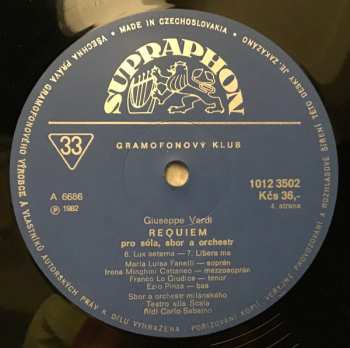 MADE IN CZECHOSLOVAKIA • VŠECHNA PRÁVA GRAMOFONOVÉHO VÝROBCE A VLASTNÍKŮ AUTORSKÝCH PRÁV K DÍLU VYHRAZENA • POŘIZOVÁNÍ KOPIÍ, VEŘEJNÉ PROVOZOVÁNÍ A ROZHLASOVÉ ŠÍŘENÍ TÉTO DESKY JE ZAKÁZÁNO
SUPRAPHON
33
GRAMOFONOVÝ KLUB
A 6686
Ⓟ 1982
1012 3502
Kčs 36,-
4. strana
Giuseppe Verdi
REQUIEM
pro sóla, sbor a orchestr
6. Lux aeterna — 7. Libera me
Maria Luisa Fanelli — soprán
Irena Minghini Cattaneo — mezzosoprán
Franco Lo Giudice — tenor
Ezio Pinza — bas
Sbor a orchestr milánského
Teatro alla Scala
Řídí Carlo Sabajno